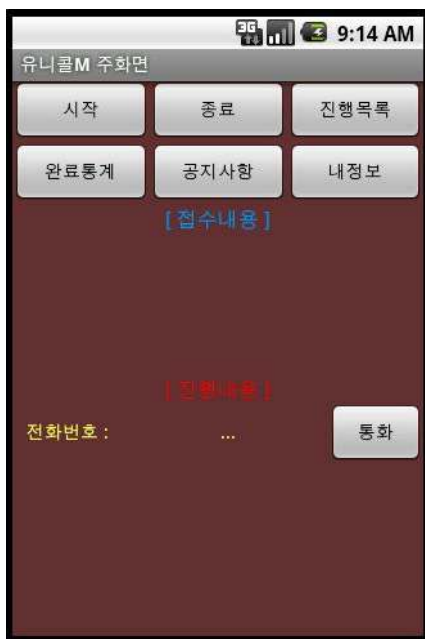 3G 9:14 AM
유니콜M 주화면
시작 종료 진행목록
완료통계 공지사항 내정보
[ 접수내용 ]
[ 진행내용 ]
전화번호 : ... 통화